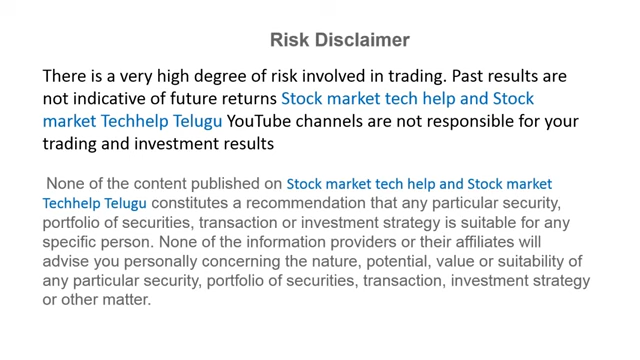 Risk Disclaimer
There is a very high degree of risk involved in trading. Past results are
not indicative of future returns Stock market tech help and Stock
market Techhelp Telugu YouTube channels are not responsible for your
trading and investment results
None of the content published on Stock market tech help and Stock market
Techhelp Telugu constitutes a recommendation that any particular security,
portfolio of securities, transaction or investment strategy is suitable for any
specific person. None of the information providers or their affiliates will
advise you personally concerning the nature, potential, value or suitability of
any particular security, portfolio of securities, transaction, investment strategy
or other matter.